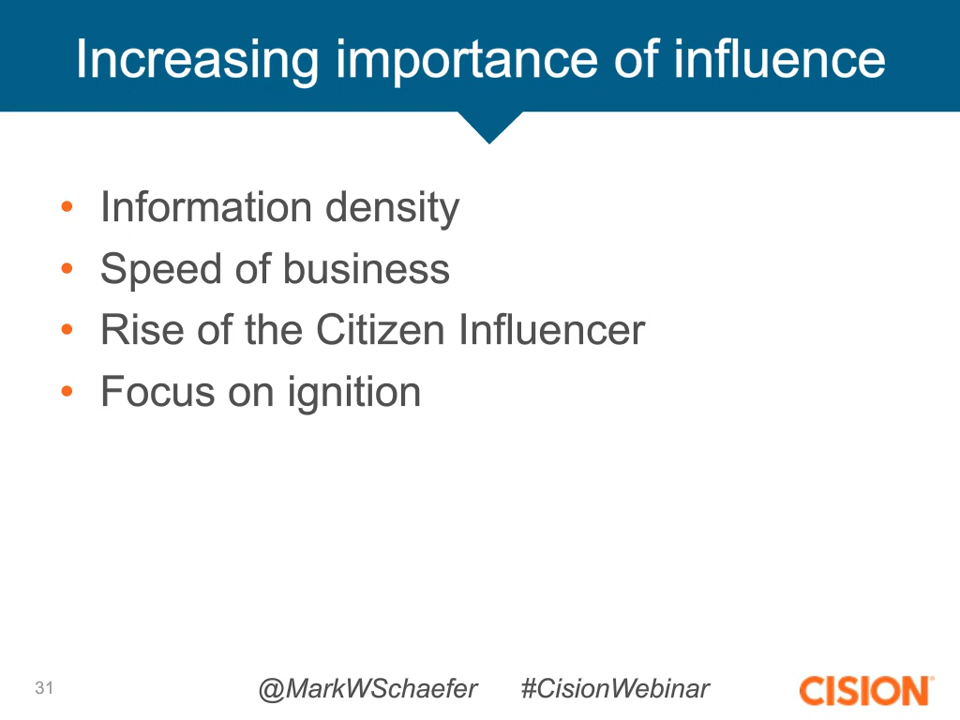 Increasing importance of influence
• Information density
• Speed of business
• Rise of the Citizen Influencer
• Focus on ignition
31 @MarkWSchaefer #CisionWebinar CISION®